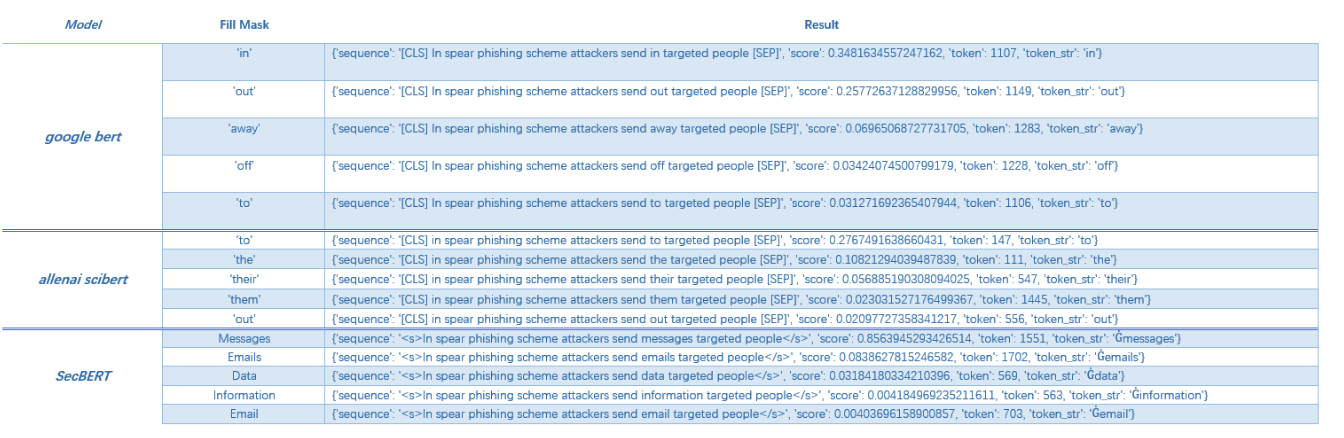 Model Fill Mask Result
'in' {'sequence': '[CLS] In spear phishing scheme attackers send in targeted people [SEP]', 'score': 0.3481634557247162, 'token': 1107, 'token_str': 'in'}
'out' {'sequence': '[CLS] In spear phishing scheme attackers send out targeted people [SEP]', 'score': 0.25772637128829956, 'token': 1149, 'token_str': 'out'}
google bert 'away' {'sequence': '[CLS] In spear phishing scheme attackers send away targeted people [SEP]', 'score': 0.06965068727731705, 'token': 1283, 'token_str': 'away'}
'off' {'sequence': '[CLS] In spear phishing scheme attackers send off targeted people [SEP]', 'score': 0.03424074500799179, 'token': 1228, 'token_str': 'off'}
'to' {'sequence': '[CLS] In spear phishing scheme attackers send to targeted people [SEP]', 'score': 0.031271692365407944, 'token': 1106, 'token_str': 'to'}
'to' {'sequence': '[CLS] in spear phishing scheme attackers send to targeted people [SEP]', 'score': 0.2767491638660431, 'token': 147, 'token_str': 'to'}
'the' {'sequence': '[CLS] in spear phishing scheme attackers send the targeted people [SEP]', 'score': 0.10821294039487839, 'token': 111, 'token_str': 'the'}
allenai scibert 'their' {'sequence': '[CLS] in spear phishing scheme attackers send their targeted people [SEP]', 'score': 0.056885190308094025, 'token': 547, 'token_str': 'their'}
'them' {'sequence': '[CLS] in spear phishing scheme attackers send them targeted people [SEP]', 'score': 0.023031527176499367, 'token': 1445, 'token_str': 'them'}
'out' {'sequence': '[CLS] in spear phishing scheme attackers send out targeted people [SEP]', 'score': 0.02097727358341217, 'token': 556, 'token_str': 'out'}
Messages {'sequence': '<s>In spear phishing scheme attackers send messages targeted people</s>', 'score': 0.8563945293426514, 'token': 1551, 'token_str': 'Ġmessages'}
Emails {'sequence': '<s>In spear phishing scheme attackers send emails targeted people</s>', 'score': 0.0838627815246582, 'token': 1702, 'token_str': 'Ġemails'}
SecBERT Data {'sequence': '<s>In spear phishing scheme attackers send data targeted people</s>', 'score': 0.03184180334210396, 'token': 569, 'token_str': 'Ġdata'}
Information {'sequence': '<s>In spear phishing scheme attackers send information targeted people</s>', 'score': 0.004184969235211611, 'token': 563, 'token_str': 'Ġinformation'}
Email {'sequence': '<s>In spear phishing scheme attackers send email targeted people</s>', 'score': 0.00403696158900857, 'token': 703, 'token_str': 'Ġemail'}